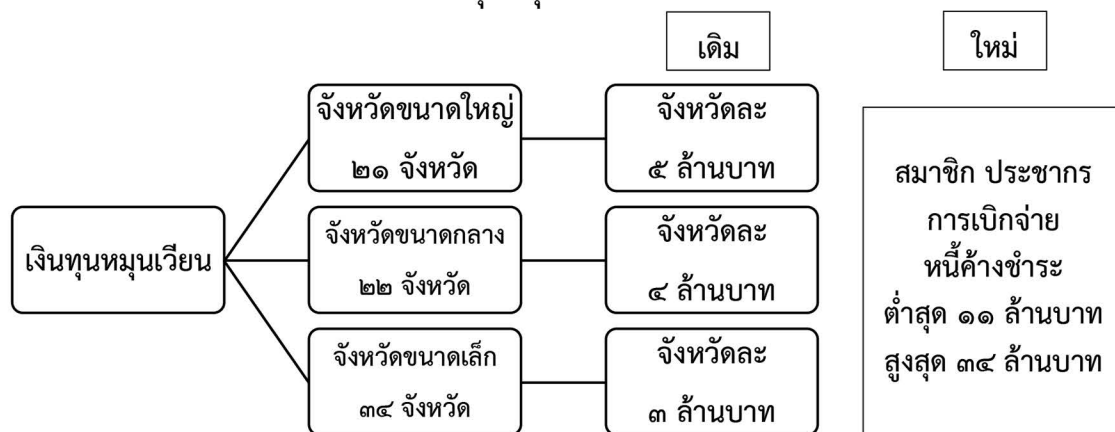 เดิม
ใหม่
จังหวัดขนาดใหญ่
๒๑ จังหวัด
จังหวัดละ
๕ ล้านบาท
เงินทุนหมุนเวียน
จังหวัดขนาดกลาง
๒๒ จังหวัด
จังหวัดละ
๔ ล้านบาท
จังหวัดขนาดเล็ก
๓๔ จังหวัด
จังหวัดละ
๓ ล้านบาท
สมาชิก ประชากร
การเบิกจ่าย
หนี้ค้างชำระ
ต่ำสุด ๑๑ ล้านบาท
สูงสุด ๓๔ ล้านบาท